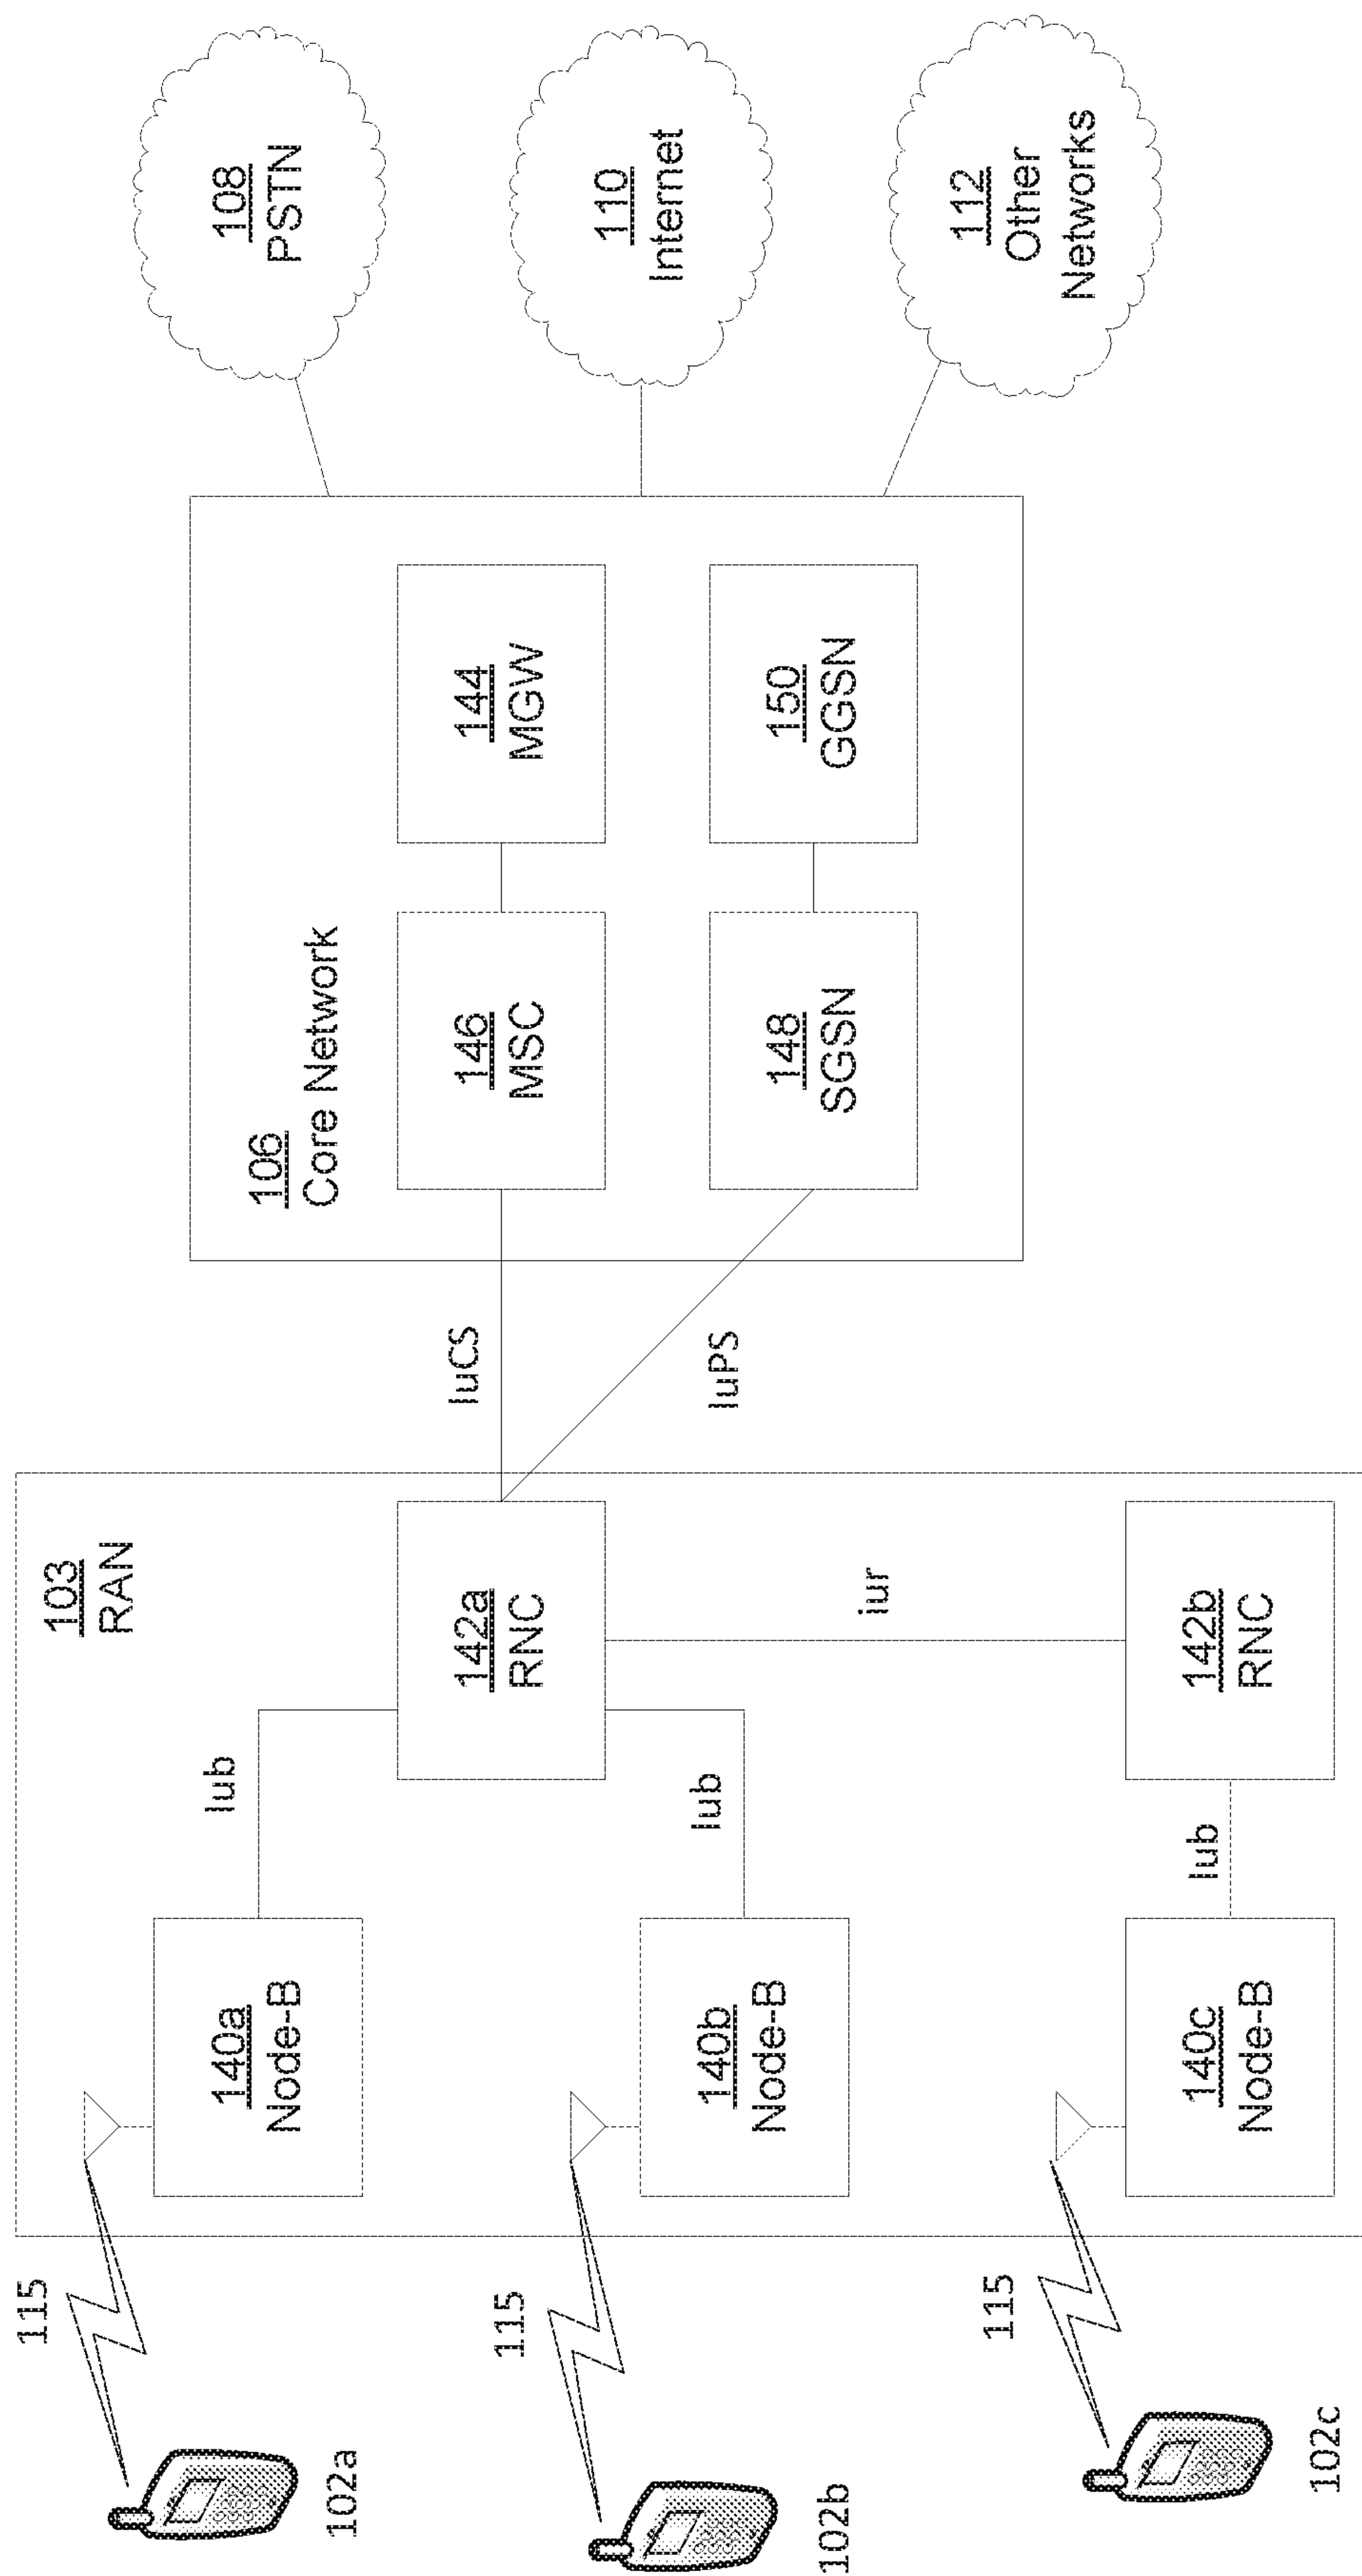 115
102a
140a
Node-B
Iub
103
RAN
142a
RNC
115
102b
140b
Node-B
Iub
iur
115
102c
140c
Node-B
Iub
142b
RNC
IuCS
IuPS
106
Core Network
146
MSC
144
MGW
148
SGSN
150
GGSN
108
PSTN
110
Internet
112
Other
Networks